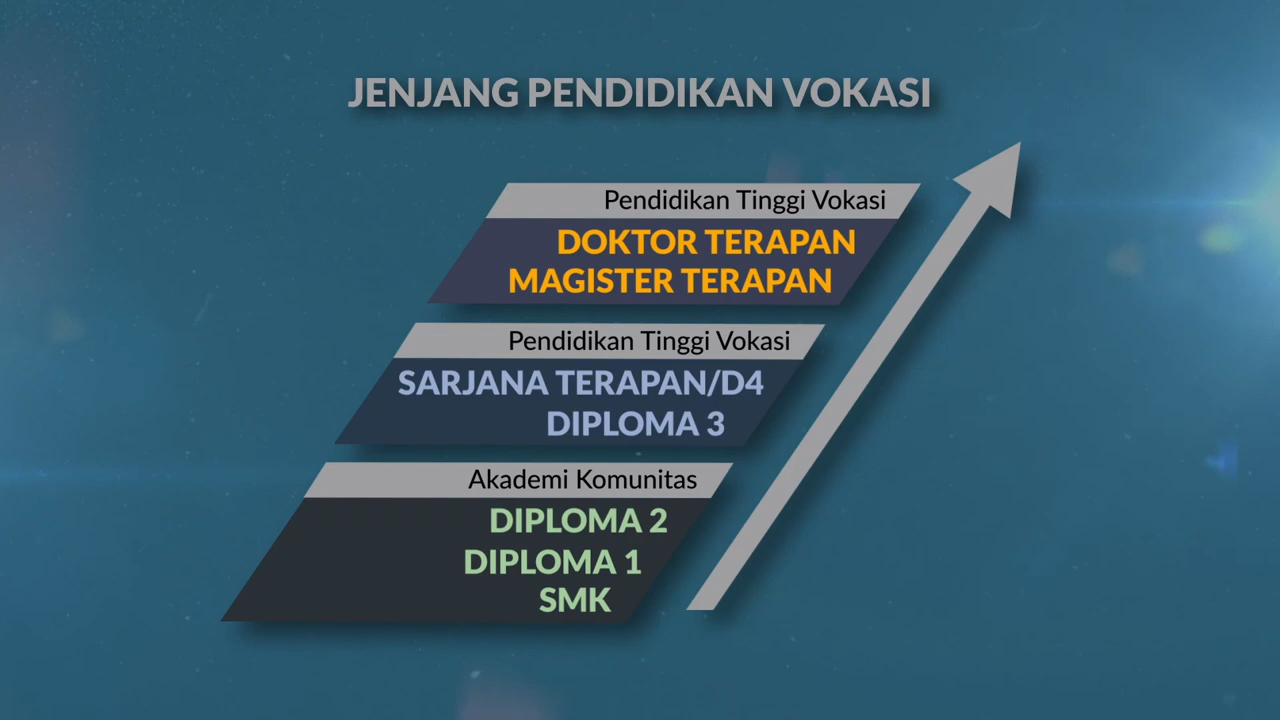 JENJANG PENDIDIKAN VOKASI
Pendidikan Tinggi Vokasi
DOKTOR TERAPAN
MAGISTER TERAPAN
Pendidikan Tinggi Vokasi
SARJANA TERAPAN/D4
DIPLOMA 3
Akademi Komunitas
DIPLOMA 2
DIPLOMA 1
SMK